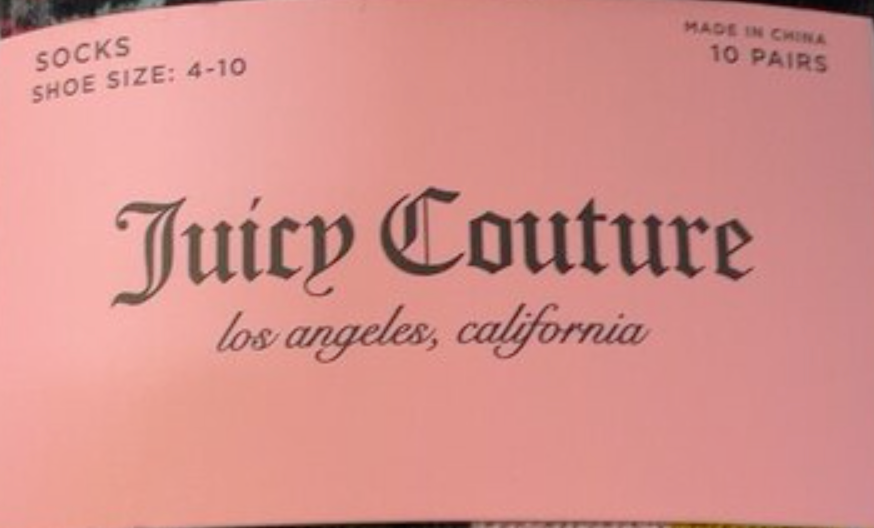 SOCKS
SHOE SIZE: 4-10
MADE IN CHINA
10 PAIRS
Juicy Couture
los angeles, california